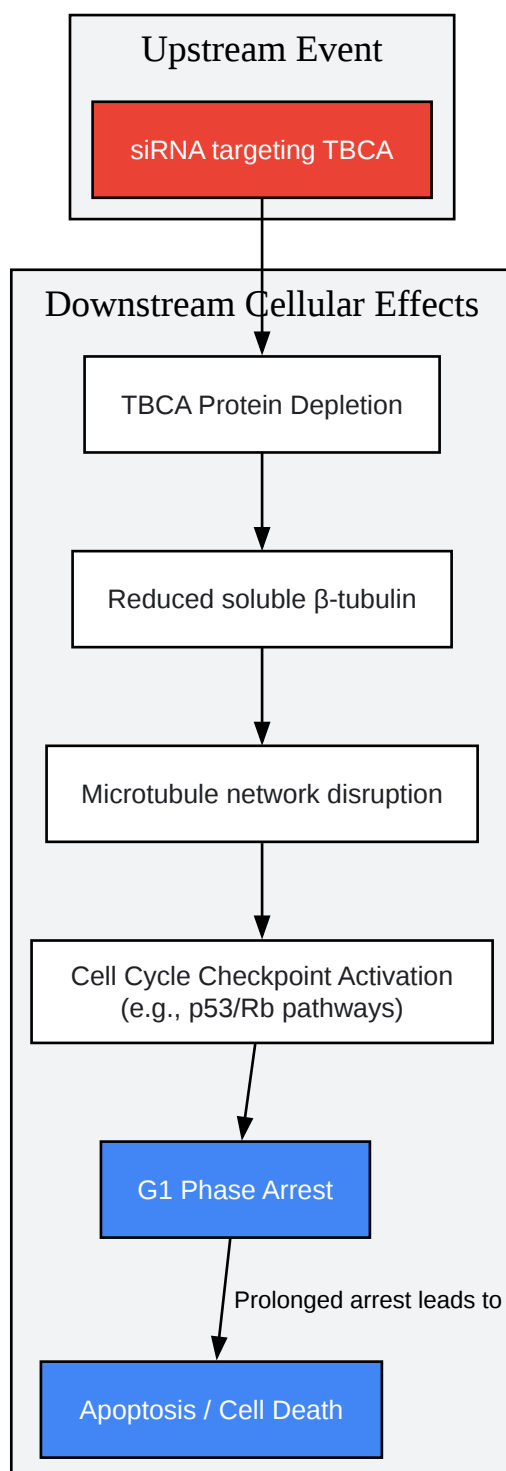 Upstream Event
siRNA targeting TBCA
Downstream Cellular Effects
TBCA Protein Depletion
Reduced soluble β-tubulin
Microtubule network disruption
Cell Cycle Checkpoint Activation
(e.g., p53/Rb pathways)
G1 Phase Arrest
Prolonged arrest leads to
Apoptosis / Cell Death